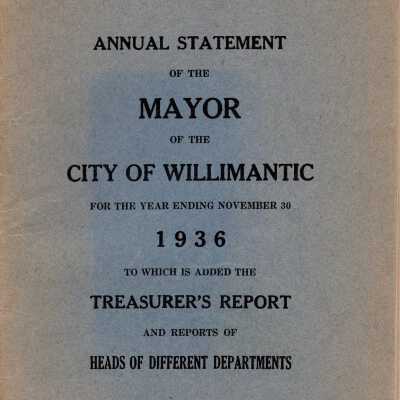 ANNUAL STATEMENT
OF THE
MAYOR
OF THE
CITY OF WILLIMANTIC
FOR THE YEAR ENDING NOVEMBER 30
1936
TO WHICH IS ADDED THE
TREASURER'S REPORT
AND REPORTS OF
HEADS OF DIFFERENT DEPARTMENTS